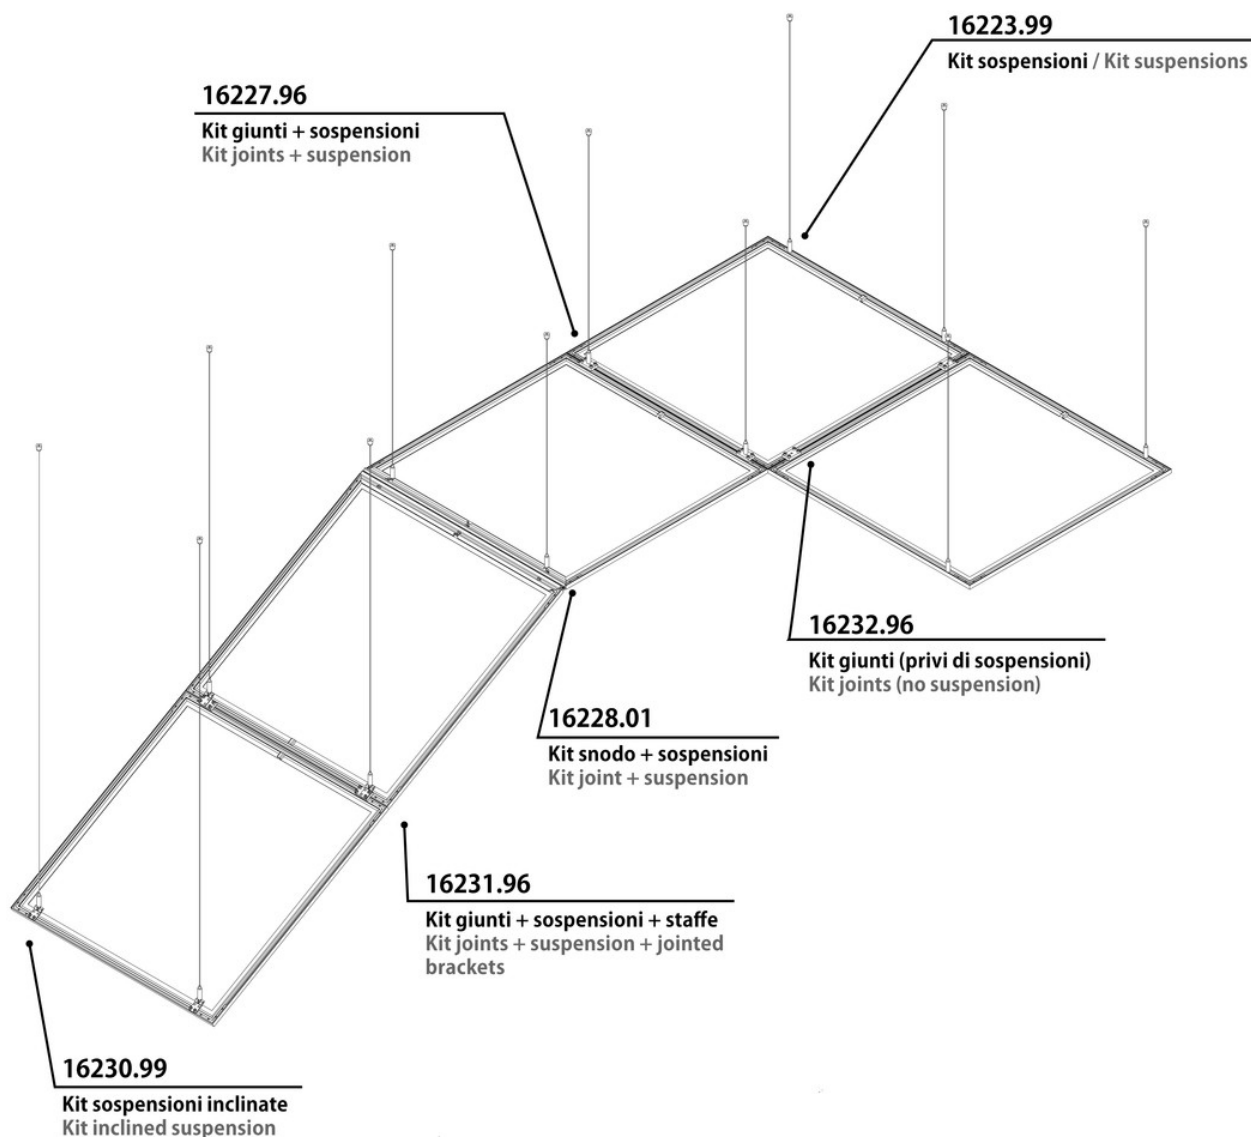 16223.99
Kit sospensioni / Kit suspensions
16227.96
Kit giunti + sospensioni
Kit joints + suspension
16232.96
Kit giunti (privi di sospensioni)
Kit joints (no suspension)
16228.01
Kit snodo + sospensioni
Kit joint + suspension
16231.96
Kit giunti + sospensioni + staffe
Kit joints + suspension + jointed
brackets
16230.99
Kit sospensioni inclinate
Kit inclined suspension